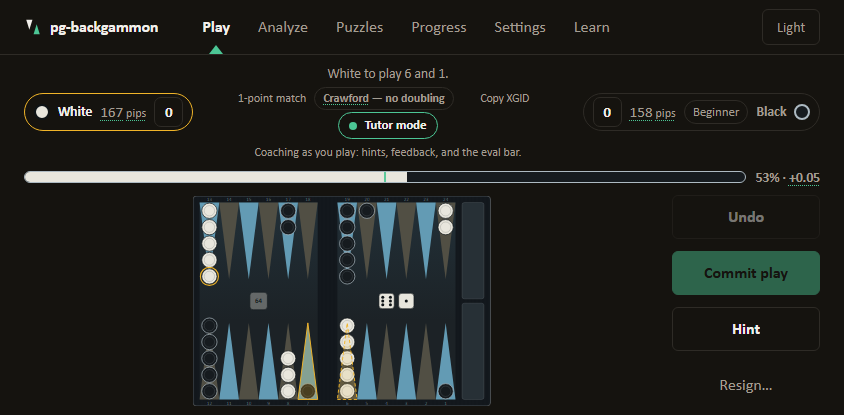 pg-backgammon Play Analyze Puzzles Progress Settings Learn Light
White to play 6 and 1.
White 167 pips 0
1-point match Crawford — no doubling Copy XGID
0 158 pips Beginner Black
Tutor mode
Coaching as you play: hints, feedback, and the eval bar.
53% · +0.05
64
Undo
Commit play
Hint
Resign...